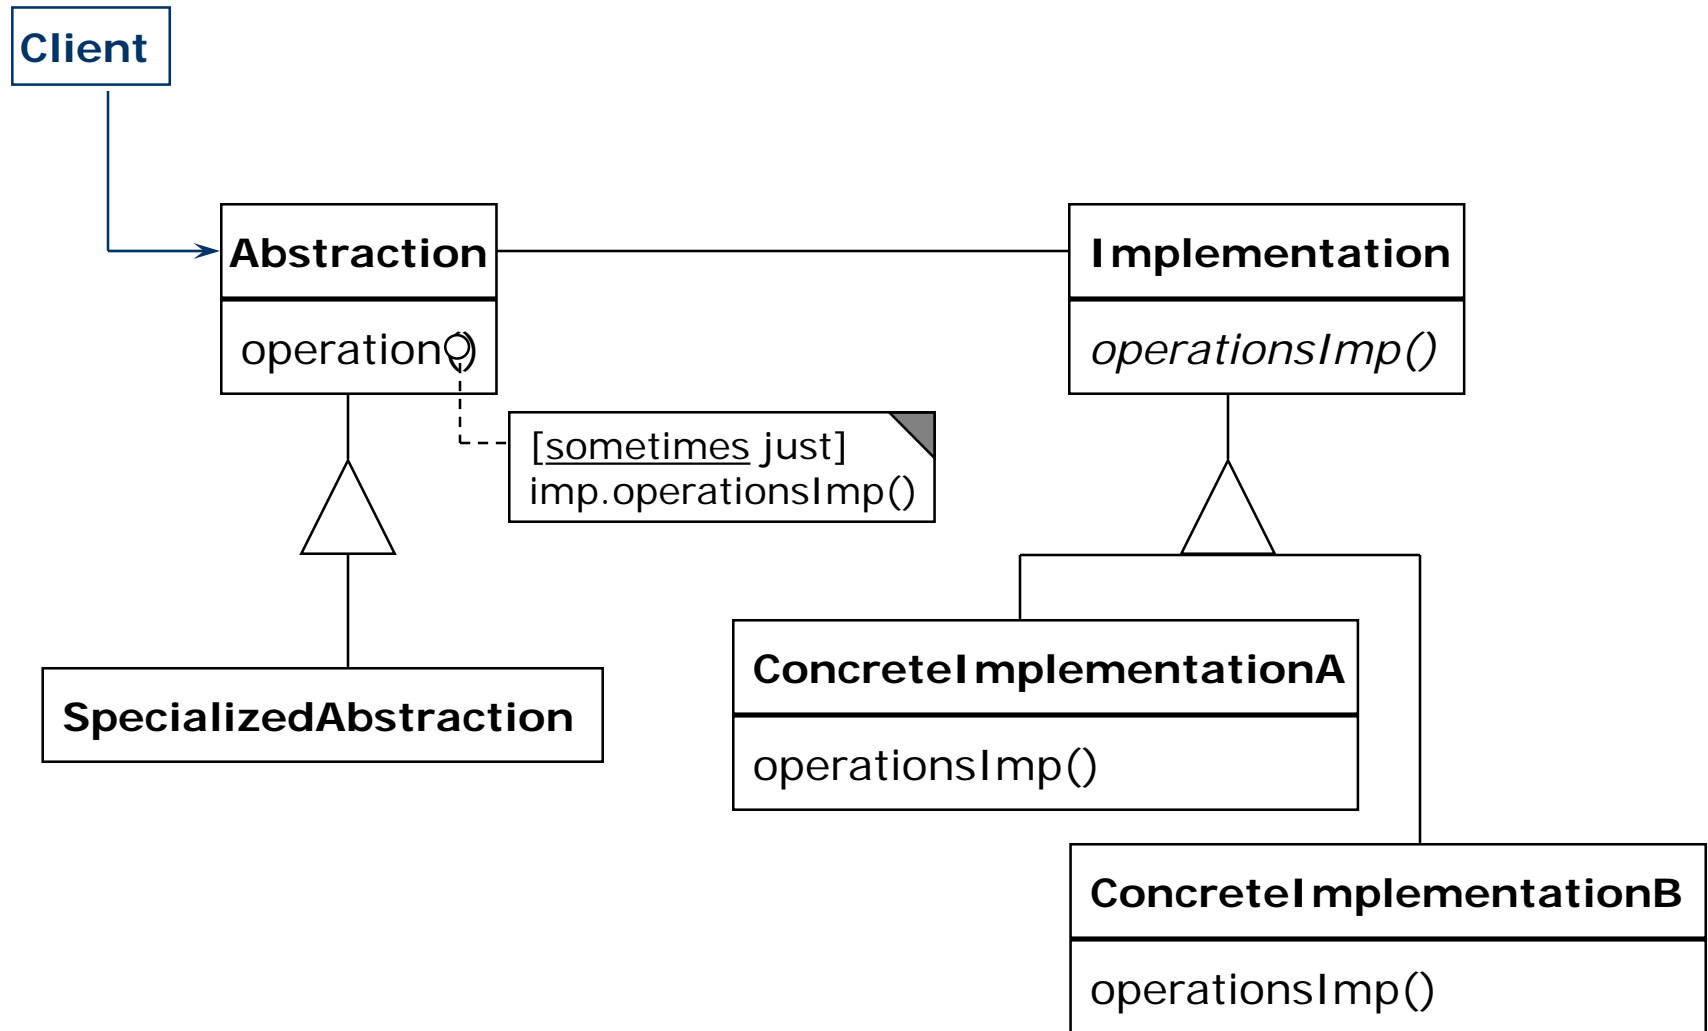 Client
Abstraction
operation()
Implementation
operationsImp()
[sometimes just]
imp.operationsImp()
SpecializedAbstraction
ConcreteImplementationA
operationsImp()
ConcreteImplementationB
operationsImp()